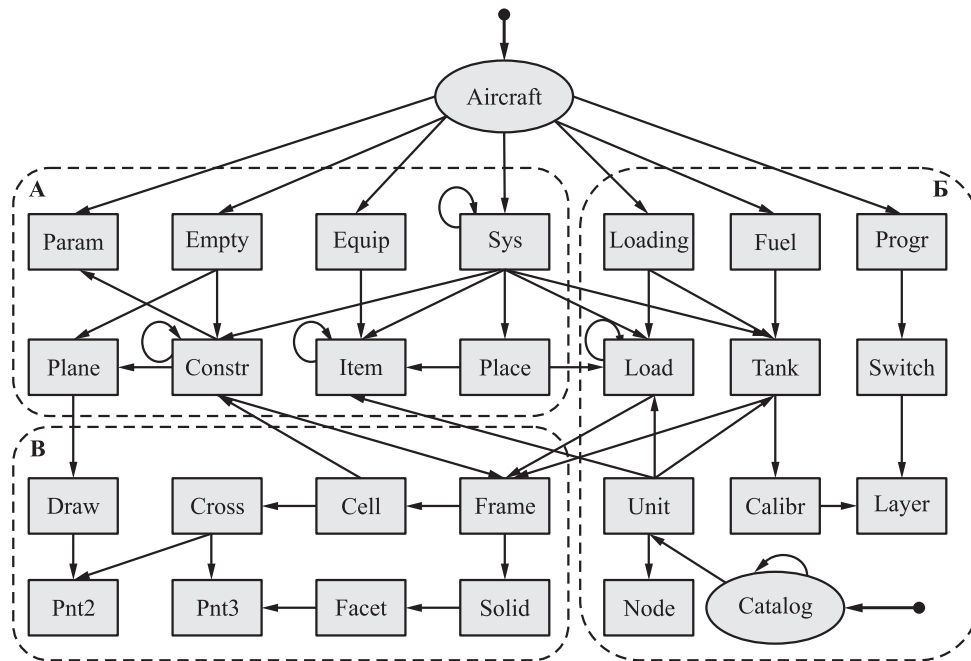 Aircraft
А
Б
Param
Empty
Equip
Sys
Loading
Fuel
Progr
Plane
Constr
Item
Place
Load
Tank
Switch
В
Draw
Cross
Cell
Frame
Unit
Calibr
Layer
Pnt2
Pnt3
Facet
Solid
Node
Catalog